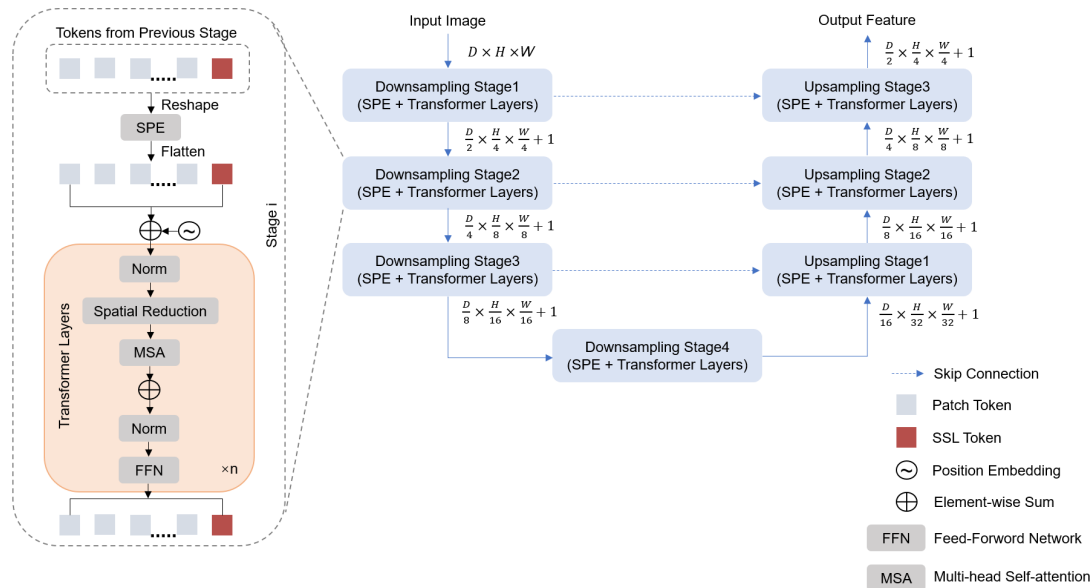 Tokens from Previous Stage
Reshape
SPE
Flatten
Stage i
Transformer Layers
Norm
Spatial Reduction
MSA
Norm
FFN
×n
Input Image
D × H × W
Downsampling Stage1
(SPE + Transformer Layers)
D/2 × H/4 × W/4 + 1
Downsampling Stage2
(SPE + Transformer Layers)
D/4 × H/8 × W/8 + 1
Downsampling Stage3
(SPE + Transformer Layers)
D/8 × H/16 × W/16 + 1
Downsampling Stage4
(SPE + Transformer Layers)
Output Feature
D/2 × H/4 × W/4 + 1
Upsampling Stage3
(SPE + Transformer Layers)
D/4 × H/8 × W/8 + 1
Upsampling Stage2
(SPE + Transformer Layers)
D/8 × H/16 × W/16 + 1
Upsampling Stage1
(SPE + Transformer Layers)
D/16 × H/32 × W/32 + 1
Skip Connection
Patch Token
SSL Token
Position Embedding
Element-wise Sum
FFN Feed-Forword Network
MSA Multi-head Self-attention